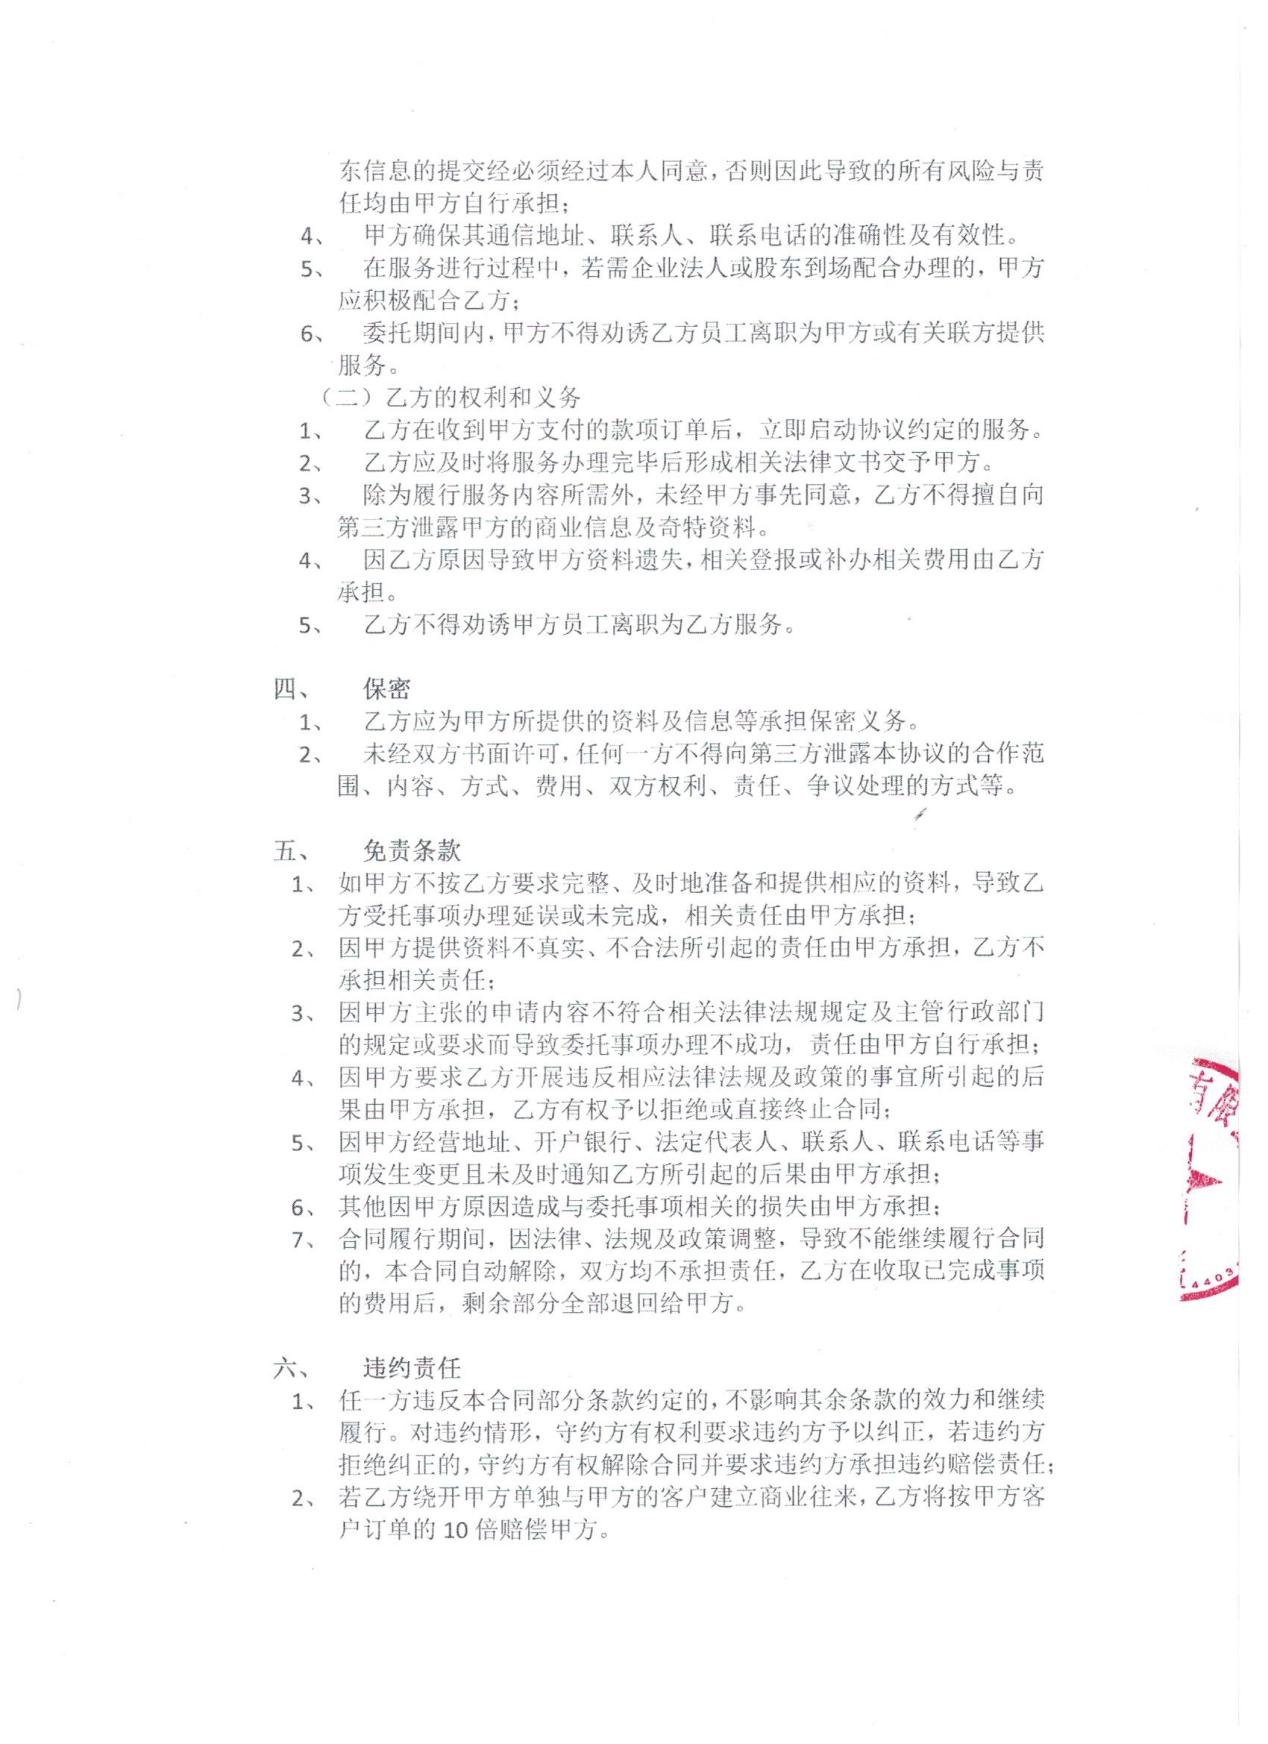 东信息的提交经必须经过本人同意，否则因此导致的所有风险与责
任均由甲方自行承担；
4、 甲方确保其通信地址、联系人、联系电话的准确性及有效性。
5、 在服务进行过程中，若需企业法人或股东到场配合办理的，甲方
应积极配合乙方；
6、 委托期间内，甲方不得劝诱乙方员工离职为甲方或有关联方提供
服务。
（二）乙方的权利和义务
1、 乙方在收到甲方支付的款项订单后，立即启动协议约定的服务。
2、 乙方应及时将服务办理完毕后形成相关法律文书交予甲方。
3、 除为履行服务内容所需外，未经甲方事先同意，乙方不得擅自向
第三方泄露甲方的商业信息及奇特资料。
4、 因乙方原因导致甲方资料遗失，相关登报或补办相关费用由乙方
承担。
5、 乙方不得劝诱甲方员工离职为乙方服务。
四、 保密
1、 乙方应为甲方所提供的资料及信息等承担保密义务。
2、 未经双方书面许可，任何一方不得向第三方泄露本协议的合作范
围、内容、方式、费用、双方权利、责任、争议处理的方式等。
五、 免责条款
1、 如甲方不按乙方要求完整、及时地准备和提供相应的资料，导致乙
方受托事项办理延误或未完成，相关责任由甲方承担；
2、 因甲方提供资料不真实、不合法所引起的责任由甲方承担，乙方不
承担相关责任；
3、 因甲方主张的申请内容不符合相关法律法规规定及主管行政部门
的规定或要求而导致委托事项办理不成功，责任由甲方自行承担；
4、 因甲方要求乙方开展违反相应法律法规及政策的事宜所引起的后
果由甲方承担，乙方有权予以拒绝或直接终止合同；
5、 因甲方经营地址、开户银行、法定代表人、联系人、联系电话等事
项发生变更且未及时通知乙方所引起的后果由甲方承担；
6、 其他因甲方原因造成与委托事项相关的损失由甲方承担；
7、 合同履行期间，因法律、法规及政策调整，导致不能继续履行合同
的，本合同自动解除，双方均不承担责任，乙方在收取已完成事项
的费用后，剩余部分全部退回给甲方。
六、 违约责任
1、 任一方违反本合同部分条款约定的，不影响其余条款的效力和继续
履行。对违约情形，守约方有权利要求违约方予以纠正，若违约方
拒绝纠正的，守约方有权解除合同并要求违约方承担违约赔偿责任；
2、 若乙方绕开甲方单独与甲方的客户建立商业往来，乙方将按甲方客
户订单的 10 倍赔偿甲方。
有限
4403